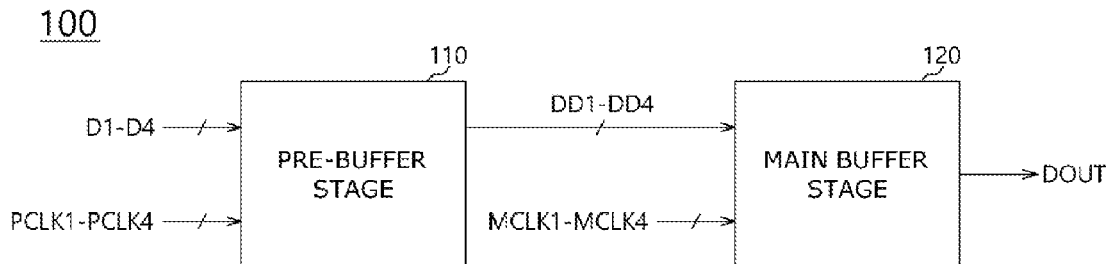 100
110
120
D1-D4
DD1-DD4
PRE-BUFFER
STAGE
MAIN BUFFER
STAGE
DOUT
PCLK1-PCLK4
MCLK1-MCLK4